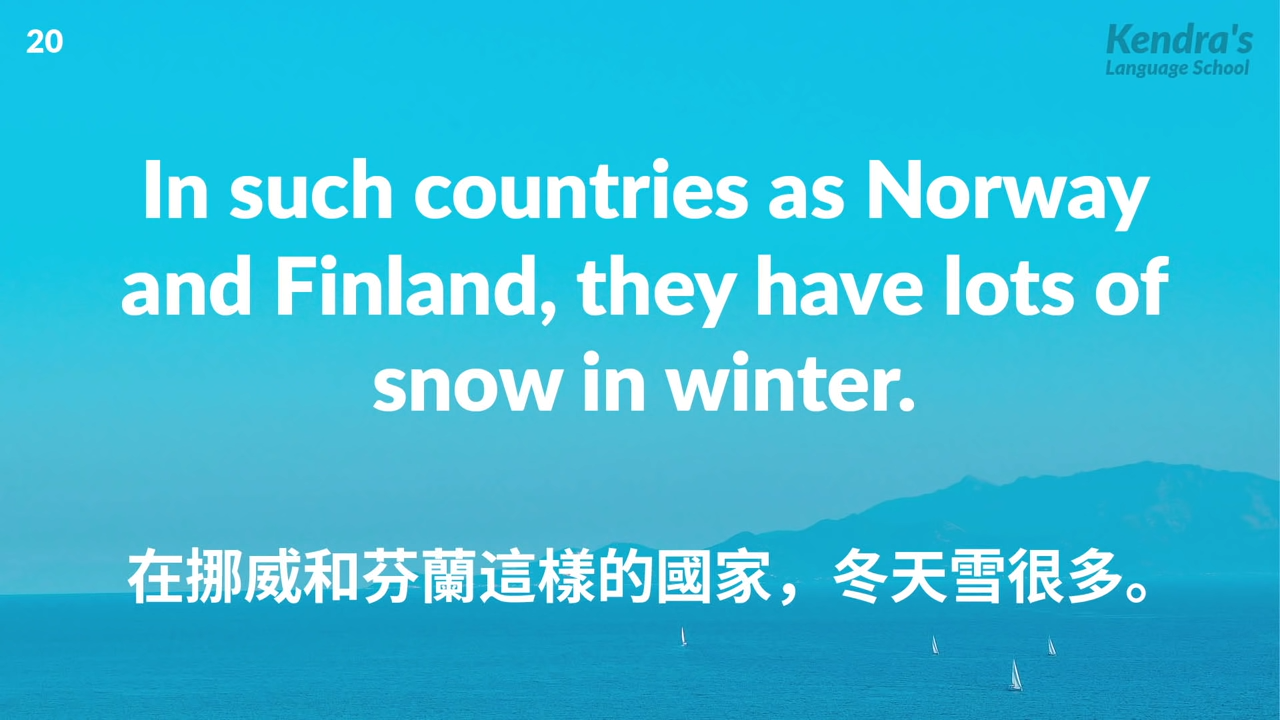 20
Kendra's
Language School
In such countries as Norway
and Finland, they have lots of
snow in winter.
在挪威和芬蘭這樣的國家，冬天雪很多。